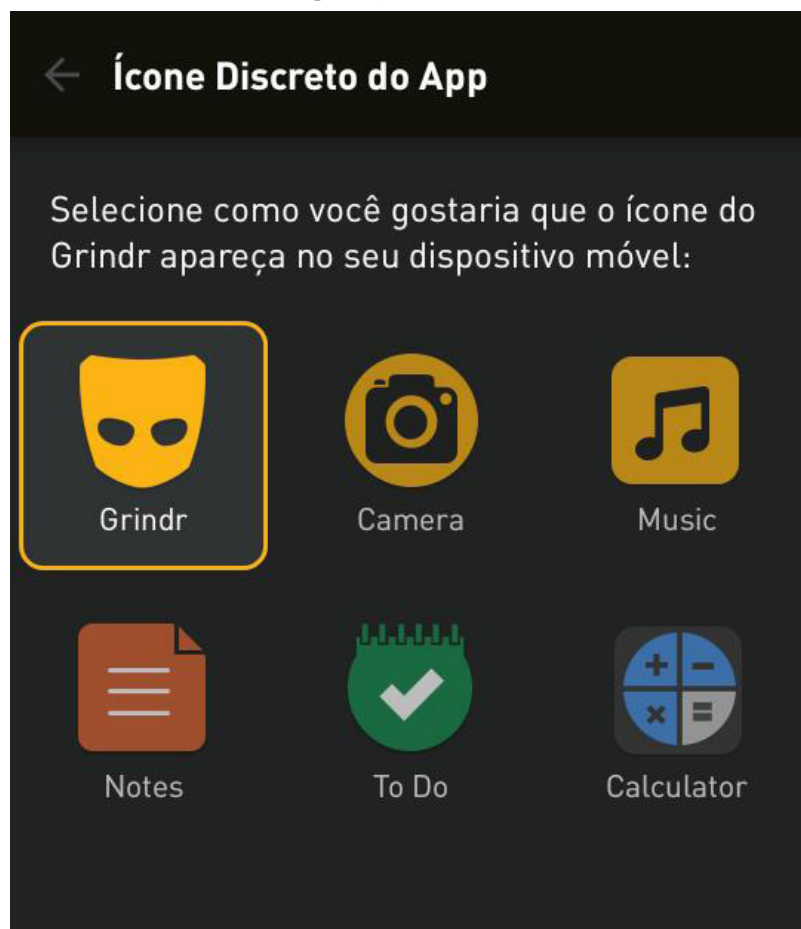 Ícone Discreto do App
Selecione como você gostaria que o ícone do
Grindr apareça no seu dispositivo móvel:
Grindr
Camera
Music
Notes
To Do
Calculator